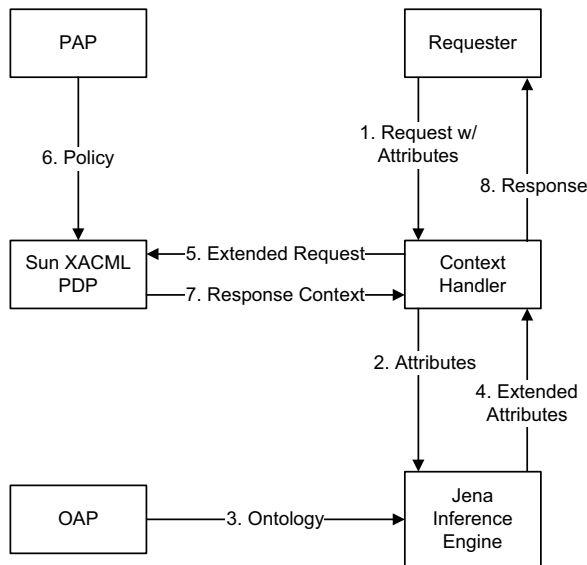 PAP
Requester
1. Request w/
Attributes
6. Policy
8. Response
Sun XACML
PDP
5. Extended Request
7. Response Context
Context
Handler
2. Attributes
4. Extended
Attributes
OAP
3. Ontology
Jena
Inference
Engine